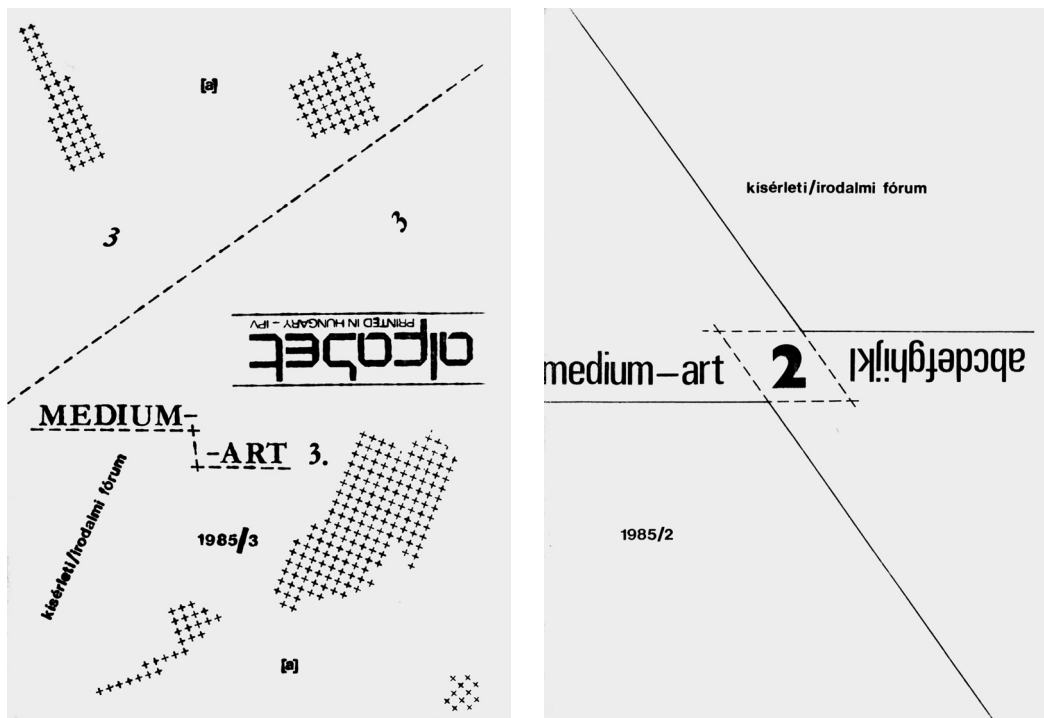 [a]
3
3
PRINTED IN HUNGARY – IPV
alfabet
MEDIUM-
-ART 3.
kísérleti/irodalmi fórum
1985/3
[a]
kísérleti/irodalmi fórum
medium–art
2
abcdefghijkl
1985/2